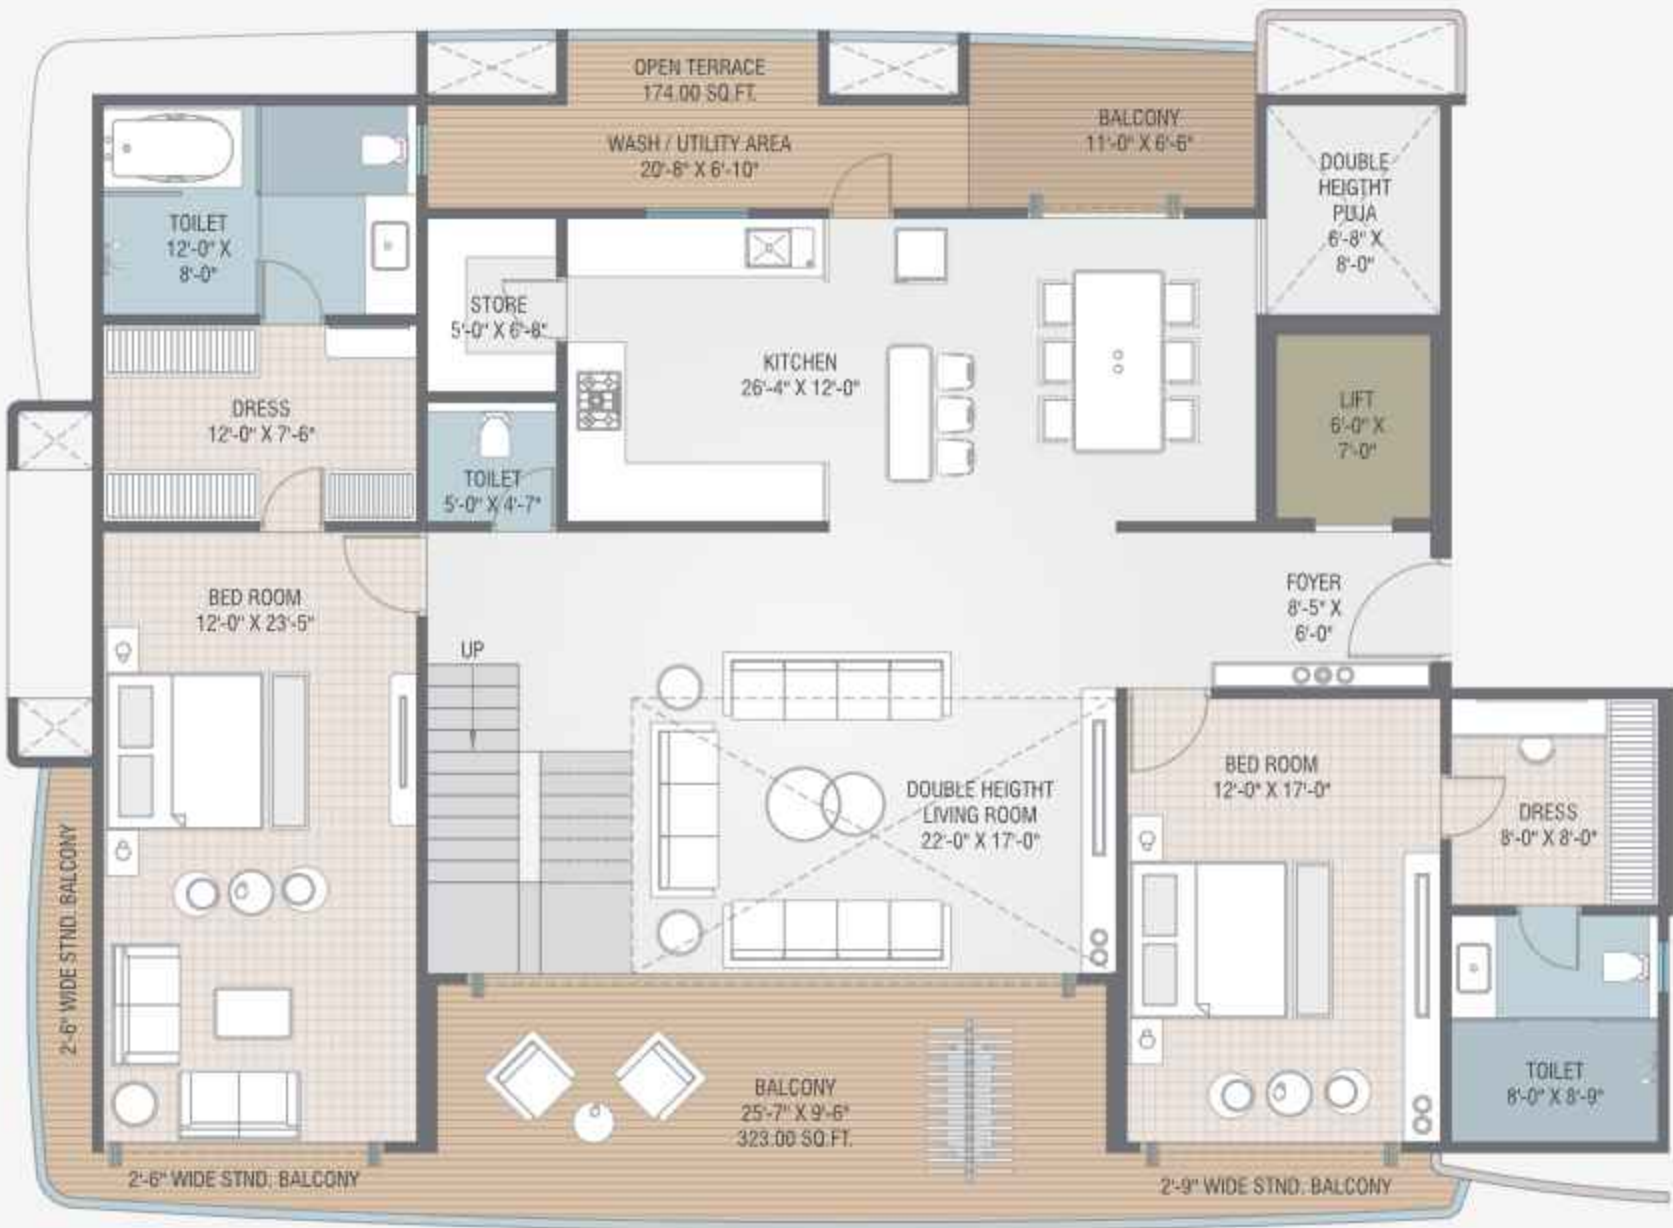 OPEN TERRACE
174.00 SQ.FT.
WASH / UTILITY AREA
20'-8" X 6'-10"
BALCONY
11'-0" X 6'-6"
DOUBLE
HEIGTHT
PUJA
6'-8" X
8'-0"
TOILET
12'-0" X
8'-0"
STORE
5'-0" X 6'-8"
KITCHEN
26'-4" X 12'-0"
LIFT
6'-0" X
7'-0"
DRESS
12'-0" X 7'-6"
TOILET
5'-0" X 4'-7"
BED ROOM
12'-0" X 23'-5"
FOYER
8'-5" X
6'-0"
UP
DOUBLE HEIGTHT
LIVING ROOM
22'-0" X 17'-0"
BED ROOM
12'-0" X 17'-0"
DRESS
8'-0" X 8'-0"
2'-6" WIDE STND. BALCONY
BALCONY
25'-7" X 9'-6"
323.00 SQ.FT.
TOILET
8'-0" X 8'-9"
2'-6" WIDE STND. BALCONY
2'-9" WIDE STND. BALCONY